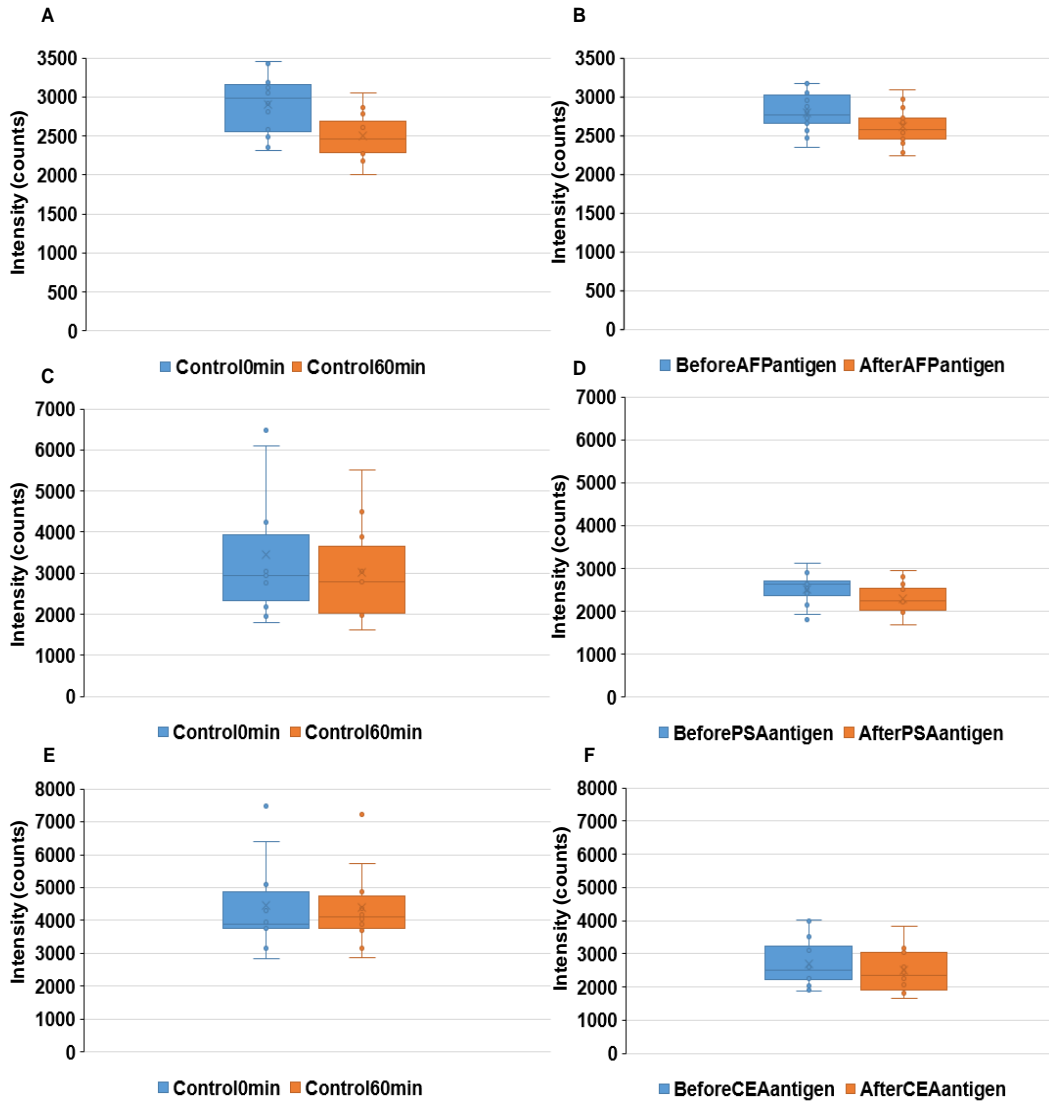 A
Intensity (counts)
3500
3000
2500
2000
1500
1000
500
0
Control0min Control60min
B
Intensity (counts)
3500
3000
2500
2000
1500
1000
500
0
BeforeAFPantigen AfterAFPantigen
C
Intensity (counts)
7000
6000
5000
4000
3000
2000
1000
0
Control0min Control60min
D
Intensity (counts)
7000
6000
5000
4000
3000
2000
1000
0
BeforePSAantigen AfterPSAantigen
E
Intensity (counts)
8000
7000
6000
5000
4000
3000
2000
1000
0
Control0min Control60min
F
Intensity (counts)
8000
7000
6000
5000
4000
3000
2000
1000
0
BeforeCEAantigen AfterCEAantigen